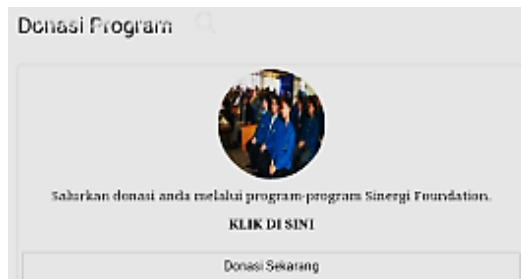 Donasi Program
Salurkan donasi anda melalui program-program Sinergi Foundation.
KLIK DI SINI
Donasi Sekarang